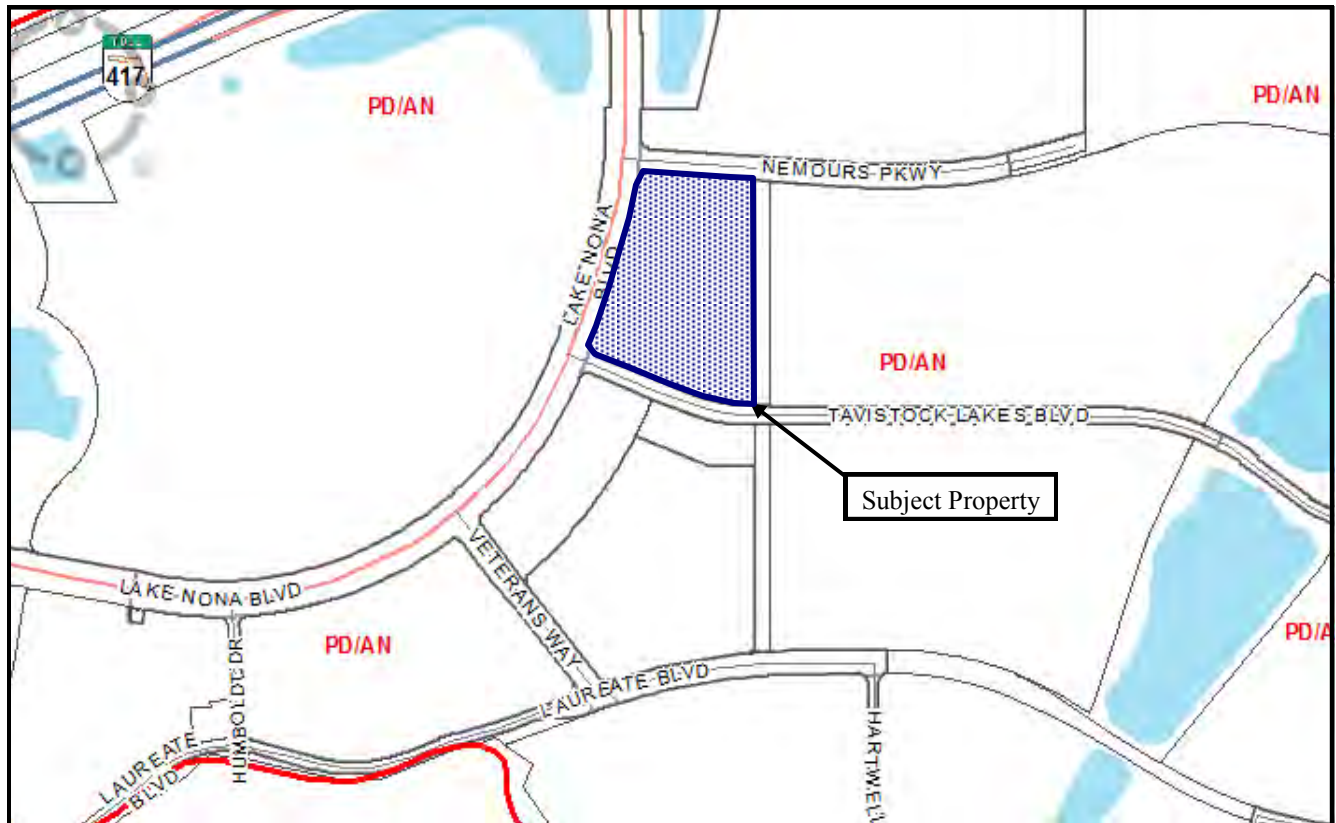 TOLL
417
PD/AN
PD/AN
NEMOURS PKWY
LAKE NONA
BLVD
PD/AN
TAVISTOCK LAKES BLVD
Subject Property
VETERANS WAY
LAKE NONA BLVD
PD/AN
PD/A
HUMBOLDT DR
LAUREATE BLVD
LAUREATE
BLVD
HARTWEL